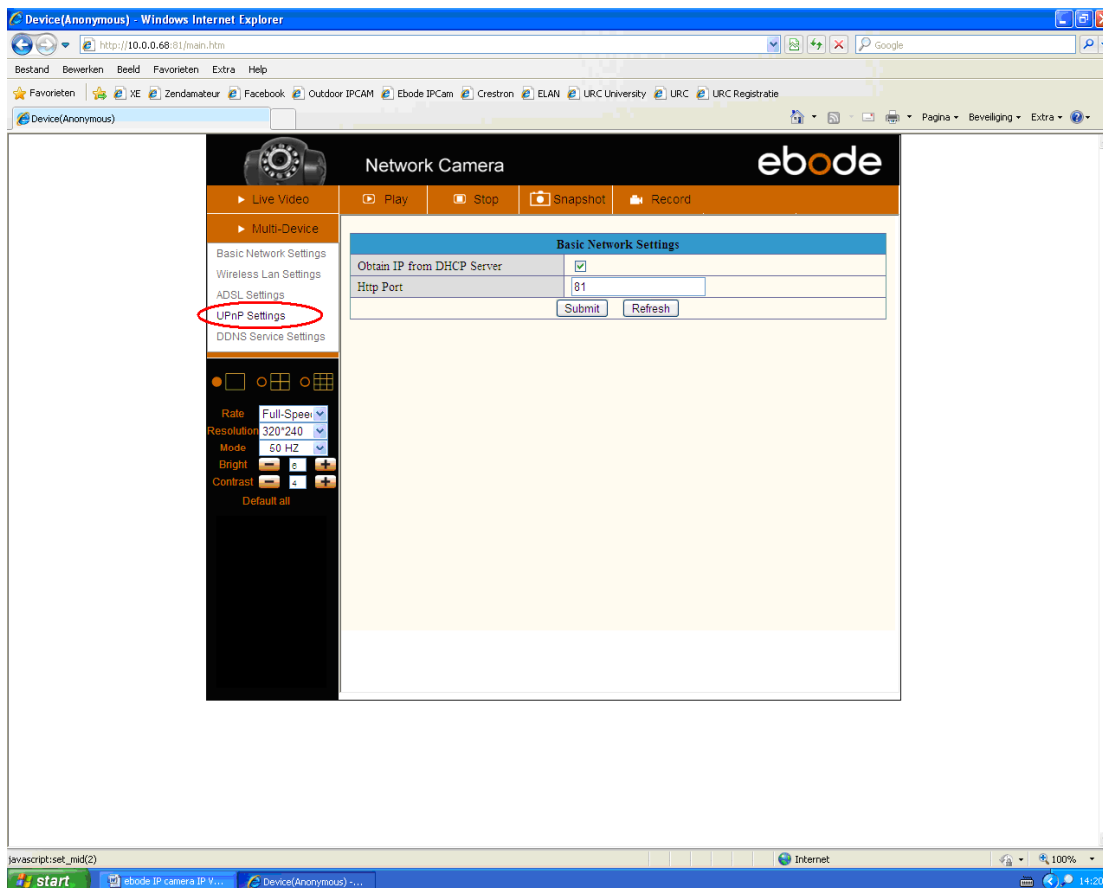 Device(Anonymous) - Windows Internet Explorer
http://10.0.0.68:81/main.htm
Google
Bestand Bewerken Beeld Favorieten Extra Help
Favorieten XE Zendamateur Facebook Outdoor IPCAM Ebode IPCam Crestron ELAN URC University URC URC Registratie
Device(Anonymous)
Pagina Beveiliging Extra
Network Camera
ebode
Live Video Play Stop Snapshot Record
Multi-Device
Basic Network Settings
Wireless Lan Settings
ADSL Settings
UPnP Settings
DDNS Service Settings
Basic Network Settings
Obtain IP from DHCP Server
Http Port 81
Submit Refresh
Rate Full-Speed
Resolution 320*240
Mode 50 HZ
Bright 6
Contrast 4
Default all
javascript:set_mid(2)
Internet
100%
start
ebode IP camera IP V...
Device(Anonymous) -...
14:20